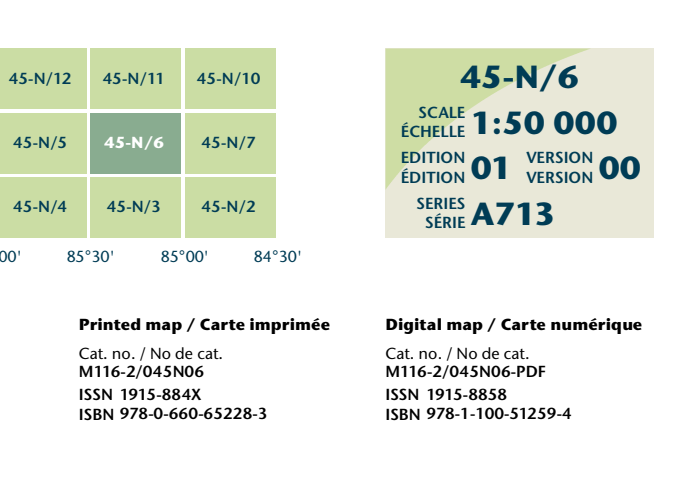 45-N/12 45-N/11 45-N/10
45-N/5 45-N/6 45-N/7
45-N/4 45-N/3 45-N/2
00' 85°30' 85°00' 84°30'
45-N/6
SCALE
ÉCHELLE 1:50 000
EDITION
ÉDITION 01 VERSION
VERSION 00
SERIES
SÉRIE A713
Printed map / Carte imprimée
Cat. no. / No de cat.
M116-2/045N06
ISSN 1915-884X
ISBN 978-0-660-65228-3
Digital map / Carte numérique
Cat. no. / No de cat.
M116-2/045N06-PDF
ISSN 1915-8858
ISBN 978-1-100-51259-4